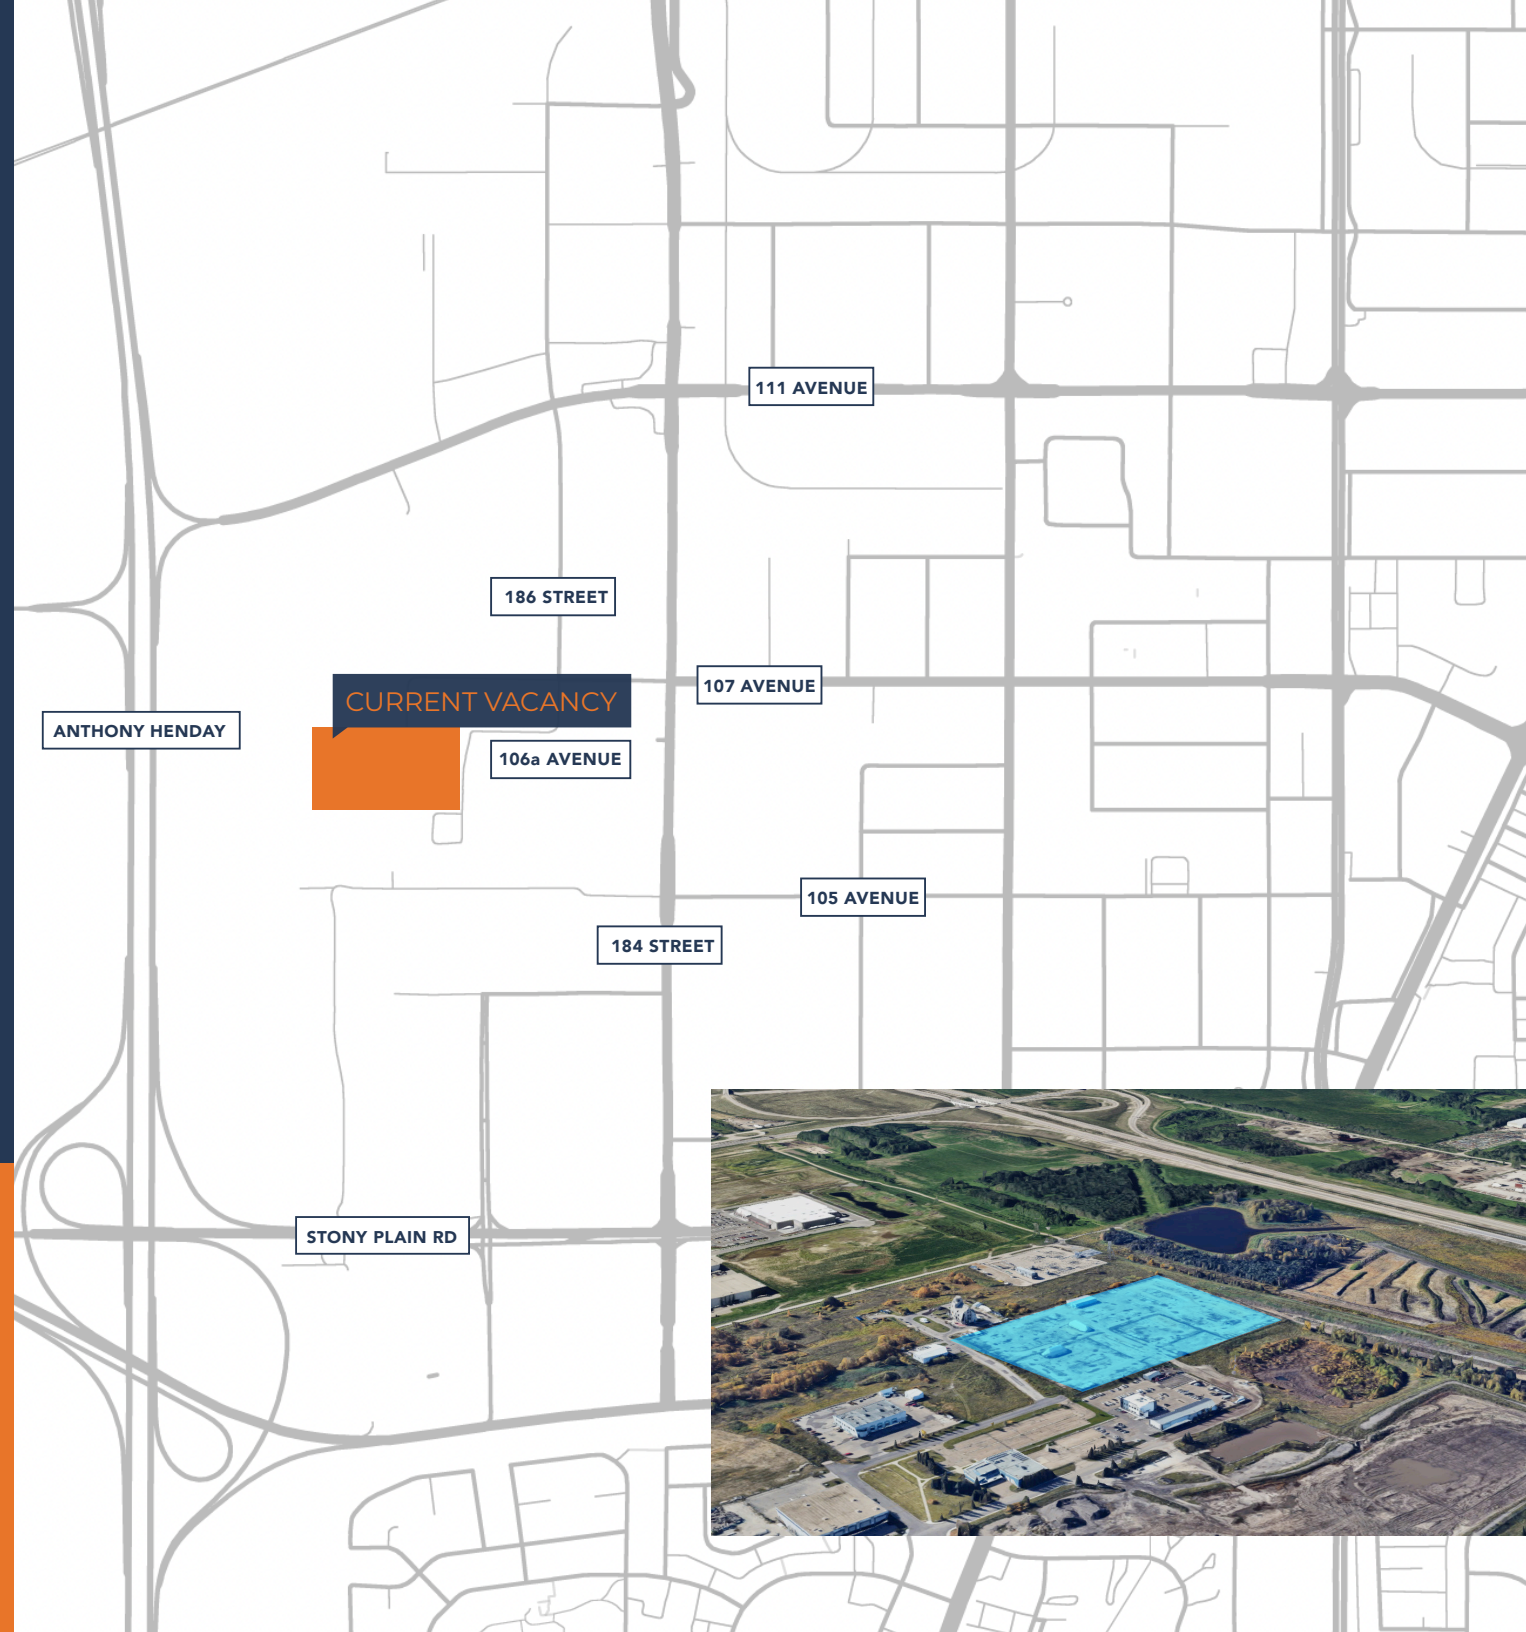 111 AVENUE
186 STREET
107 AVENUE
CURRENT VACANCY
ANTHONY HENDAY
106a AVENUE
105 AVENUE
184 STREET
STONY PLAIN RD